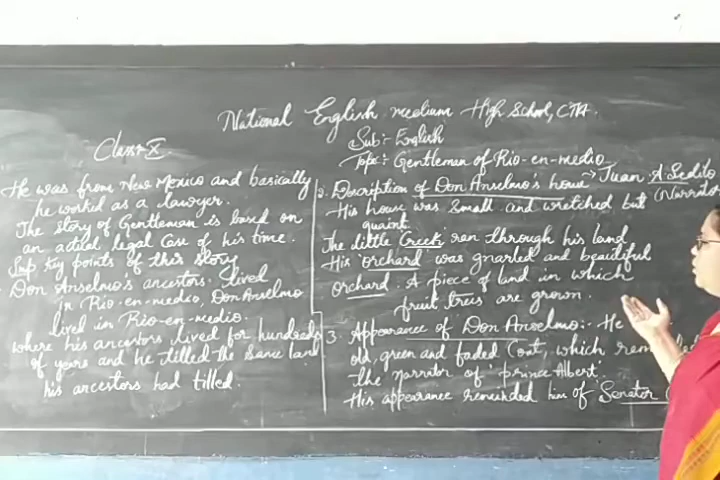 National English medium High School, CTA.
Sub:- English
Class:- X
Topic:- Gentleman of Rio-en-medio
He was from New Mexico and basically
he worked as a lawyer.
The story of Gentleman is based on
an actual legal case of his time.
Imp key points of this story
Don Anselmo's ancestors lived
in Rio-en-medio, Don Anselmo
lived in Rio-en-medio.
where his ancestors lived for hundreds
of years and he tilled the same land
his ancestors had tilled.
2. Description of Don Anselmo's house → Juan. A. Sedilo
(Narrator
His house was small and wretched but
quaint.
The little Creek ran through his land
His 'orchard' was gnarled and beautiful
orchard. A piece of land in which
fruit trees are grown.
3. Appearance of Don Anselmo:- He
old, green and faded Coat, which rem
the narrator of 'prince Albert'.
His appearance reminded him of 'Senator